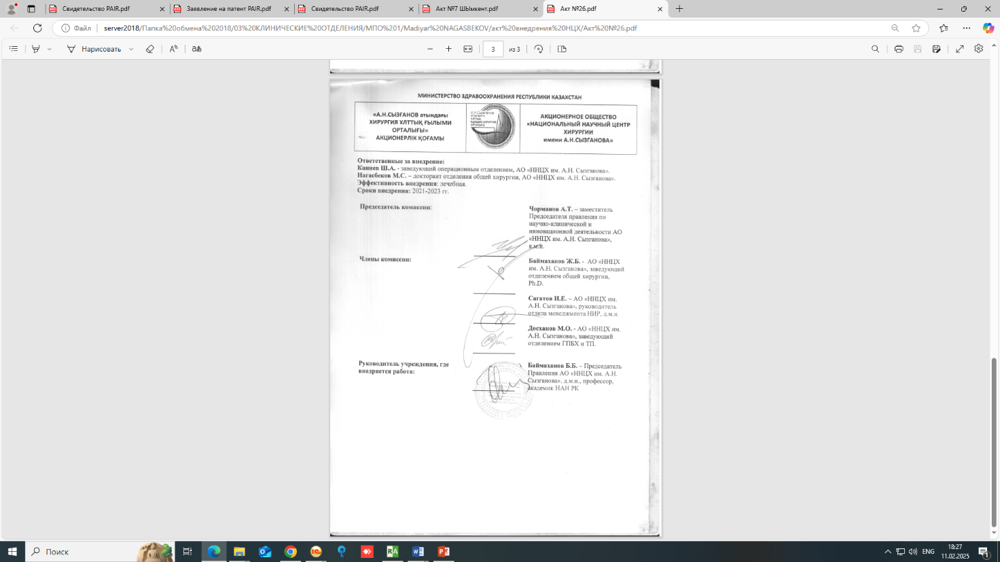 Свидетельство PAIR.pdf
Заявление на патент PAIR.pdf
Свидетельство PAIR.pdf
Акт №7 Шымкент.pdf
Акт №26.pdf
Файл
server2018/Папка%20обмена%202018/03%20КЛИНИЧЕСКИЕ%20ОТДЕЛЕНИЯ/МПО%201/Madiyar%20NAGASBEKOV/акт%20внедрения%20НЦХ/Акт%20№26.pdf
Нарисовать
3 из 3
МИНИСТЕРСТВО ЗДРАВООХРАНЕНИЯ РЕСПУБЛИКИ КАЗАХСТАН
«А.Н.СЫЗҒАНОВ атындағы
ХИРУРГИЯ ҰЛТТЫҚ ҒЫЛЫМИ
ОРТАЛЫҒЫ»
АКЦИОНЕРЛІК ҚОҒАМЫ
АКЦИОНЕРНОЕ ОБЩЕСТВО
«НАЦИОНАЛЬНЫЙ НАУЧНЫЙ ЦЕНТР
ХИРУРГИИ
имени А.Н.СЫЗГАНОВА»
Ответственные за внедрение:
Каниев Ш.А. - заведующий операционным отделением, АО «ННЦХ им. А.Н. Сызганова».
Нагасбеков М.С. – докторант отделения общей хирургии, АО «ННЦХ им. А.Н. Сызганова».
Эффективность внедрения: лечебная.
Сроки внедрения: 2021-2023 гг.
Председатель комиссии:
Чорманов А.Т. – заместитель
Председателя правления по
научно-клинической и
инновационной деятельности АО
«ННЦХ им. А.Н. Сызганова»,
к.м.н.
Члены комиссии:
Баймаханов Ж.Б. - АО «ННЦХ
им. А.Н. Сызганова», заведующий
отделением общей хирургии,
Ph.D.
Сагатов И.Е. – АО «ННЦХ им.
А.Н. Сызганова», руководитель
отдела менеджмента НИР, д.м.н.
Досханов М.О. - АО «ННЦХ им.
А.Н. Сызганова», заведующий
отделением ГПБХ и ТП.
Руководитель учреждения, где
внедряется работа:
Баймаханов Б.Б. – Председатель
Правления АО «ННЦХ им. А.Н.
Сызганова», д.м.н., профессор,
академик НАН РК
Поиск
ENG
18:27
11.02.2025